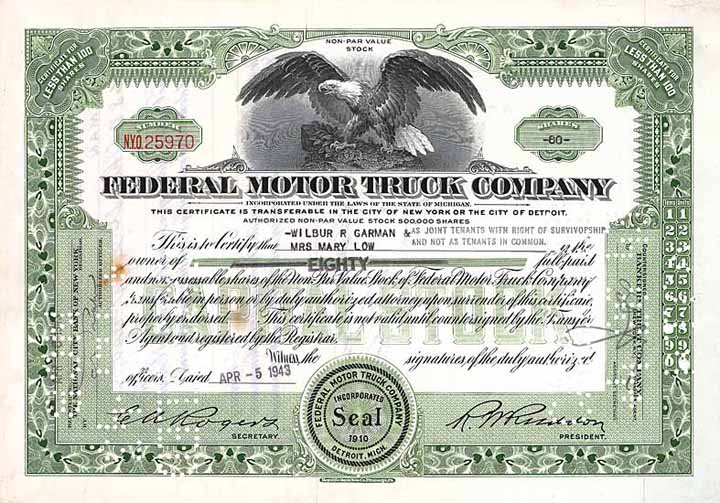 NON-PAR VALUE
STOCK
CERTIFICATE FOR
LESS THAN 100
SHARES
CERTIFICATE FOR
LESS THAN 100
SHARES
NUMBER
NYO 25970
SHARES
-80-
FEDERAL MOTOR TRUCK COMPANY
INCORPORATED UNDER THE LAWS OF THE STATE OF MICHIGAN.
THIS CERTIFICATE IS TRANSFERABLE IN THE CITY OF NEW YORK OR THE CITY OF DETROIT.
AUTHORIZED NON-PAR VALUE STOCK 500,000 SHARES
-WILBUR R GARMAN & AS JOINT TENANTS WITH RIGHT OF SURVIVORSHIP
This is to Certify that MRS MARY LOW AND NOT AS TENANTS IN COMMON. is the
owner of EIGHTY full paid
and non-assessable shares of the Non-Par Value Stock of Federal Motor Truck Company
transferable in person or by duly authorized attorney upon surrender of this certificate,
properly endorsed. This certificate is not valid until countersigned by the Transfer
Agent and registered by the Registrar.
Witness, the signatures of the duly authorized
officers. Dated APR -5 1943
FEDERAL MOTOR TRUCK COMPANY
INCORPORATED
Seal
1910
DETROIT, MICH.
SECRETARY.
PRESIDENT.